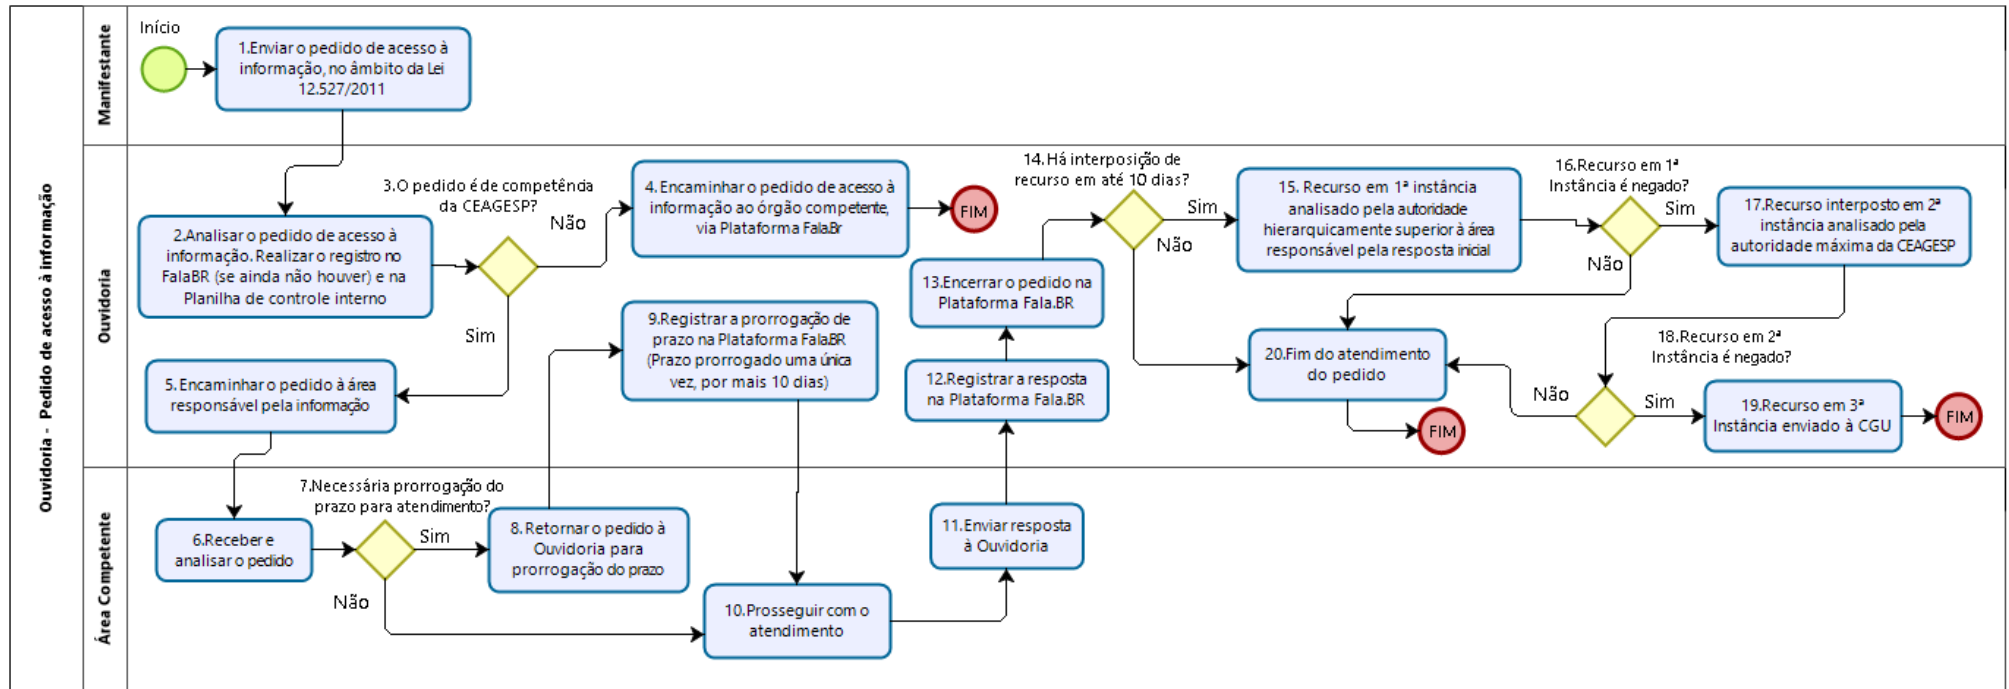 Ouvidoria - Pedido de acesso à informação
Manifestante
Início
1.Enviar o pedido de acesso à
informação, no âmbito da Lei
12.527/2011
Ouvidoria
2.Analisar o pedido de acesso à
informação. Realizar o registro no
FalaBR (se ainda não houver) e na
Planilha de controle interno
3.O pedido é de competência
da CEAGESP?
Não
Sim
4. Encaminhar o pedido de acesso à
informação ao órgão competente,
via Plataforma Fala.Br
FIM
5. Encaminhar o pedido à área
responsável pela informação
Área Competente
6.Receber e
analisar o pedido
7.Necessária prorrogação do
prazo para atendimento?
Sim
Não
8. Retornar o pedido à
Ouvidoria para
prorrogação do prazo
9.Registrar a prorrogação de
prazo na Plataforma Fala.BR
(Prazo prorrogado uma única
vez, por mais 10 dias)
10.Prosseguir com o
atendimento
11.Enviar resposta
à Ouvidoria
12.Registrar a resposta
na Plataforma Fala.BR
13.Encerrar o pedido na
Plataforma Fala.BR
14.Há interposição de
recurso em até 10 dias?
Sim
Não
15. Recurso em 1ª instância
analisado pela autoridade
hierarquicamente superior à área
responsável pela resposta inicial
16.Recurso em 1ª
Instância é negado?
Sim
Não
17.Recurso interposto em 2ª
instância analisado pela
autoridade máxima da CEAGESP
18.Recurso em 2ª
Instância é negado?
Não
Sim
19.Recurso em 3ª
Instância enviado à CGU
FIM
20.Fim do atendimento
do pedido
FIM